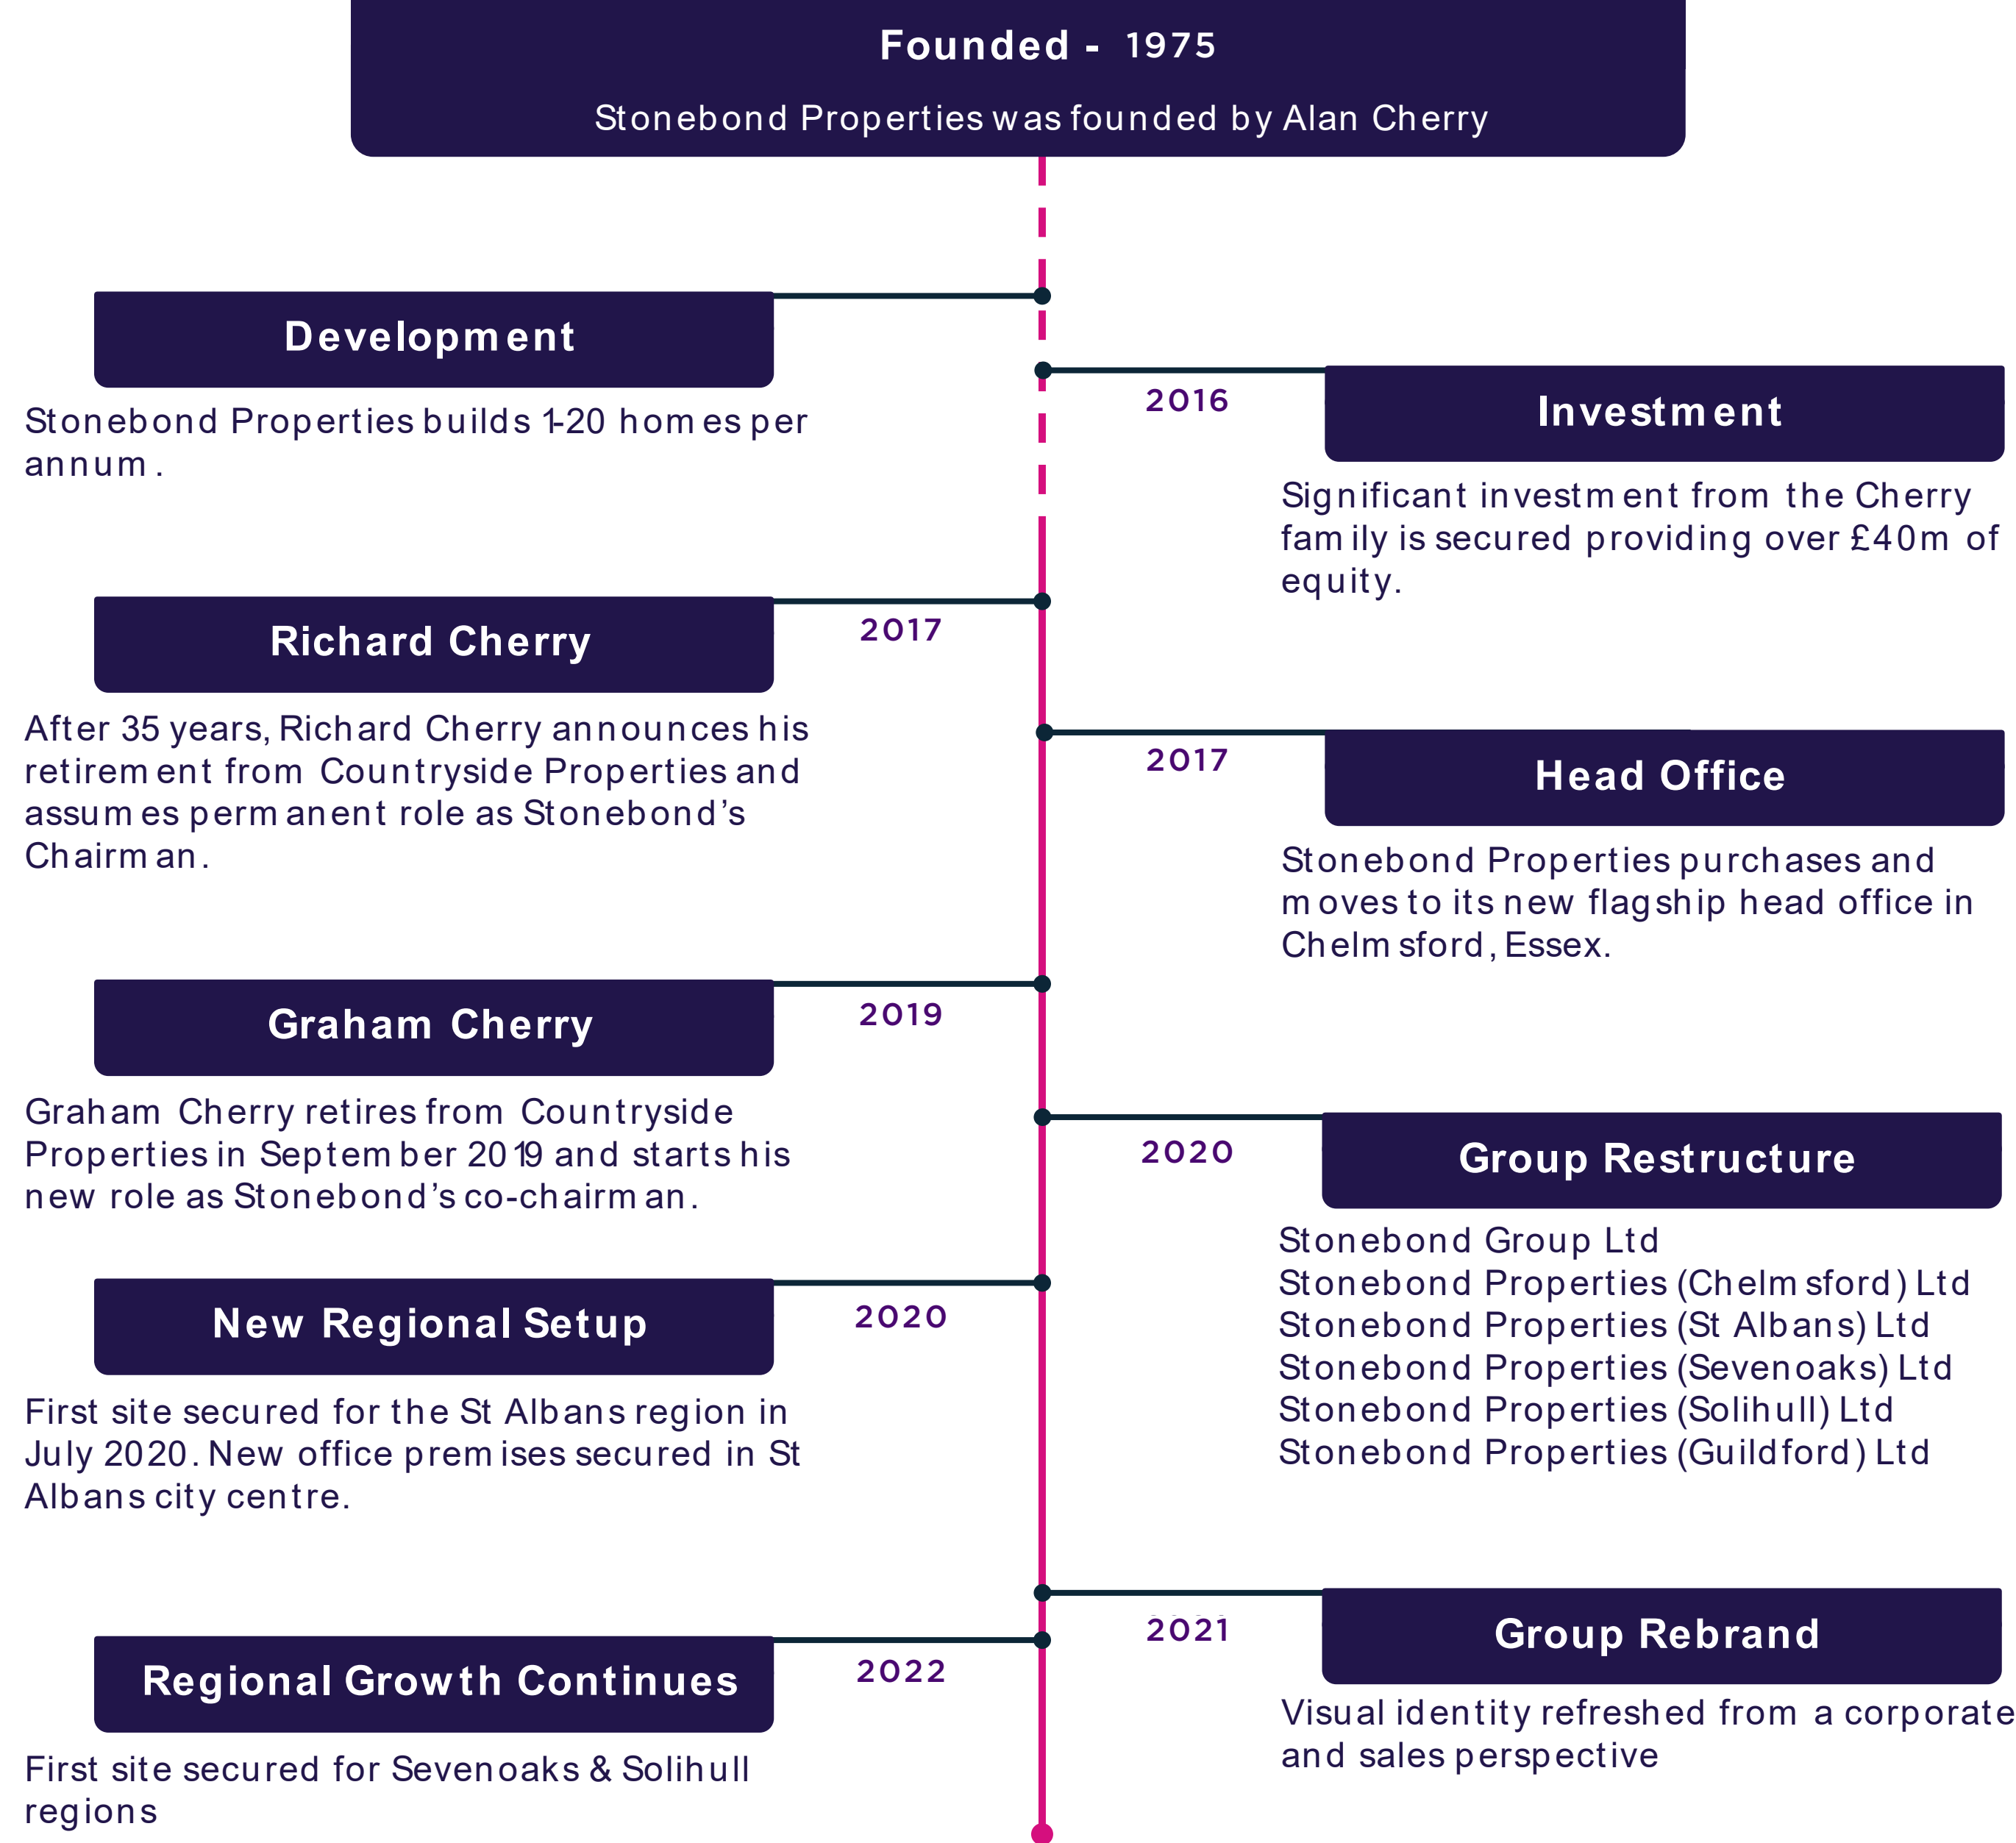 Founded - 1975
Stonebond Properties was founded by Alan Cherry
Development
Stonebond Properties builds 1-20 homes per
annum.
2016
Investment
Significant investment from the Cherry
family is secured providing over £40m of
equity.
Richard Cherry
2017
After 35 years, Richard Cherry announces his
retirement from Countryside Properties and
assumes permanent role as Stonebond’s
Chairman.
2017
Head Office
Stonebond Properties purchases and
moves to its new flagship head office in
Chelmsford, Essex.
Graham Cherry
2019
Graham Cherry retires from Countryside
Properties in September 2019 and starts his
new role as Stonebond’s co-chairman.
2020
Group Restructure
Stonebond Group Ltd
Stonebond Properties (Chelmsford) Ltd
Stonebond Properties (St Albans) Ltd
Stonebond Properties (Sevenoaks) Ltd
Stonebond Properties (Solihull) Ltd
Stonebond Properties (Guildford) Ltd
New Regional Setup
2020
First site secured for the St Albans region in
July 2020. New office premises secured in St
Albans city centre.
2021
Group Rebrand
Visual identity refreshed from a corporate
and sales perspective
Regional Growth Continues
2022
First site secured for Sevenoaks & Solihull
regions